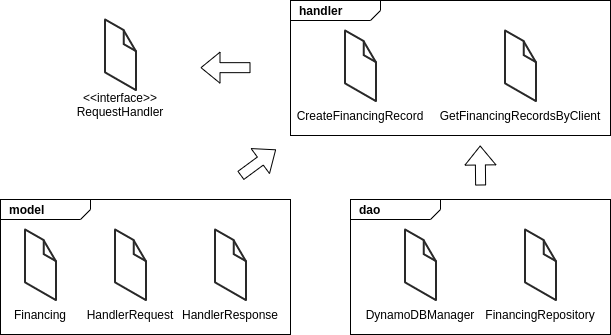 handler
<<interface>>
RequestHandler
CreateFinancingRecord
GetFinancingRecordsByClient
model
Financing
HandlerRequest
HandlerResponse
dao
DynamoDBManager
FinancingRepository